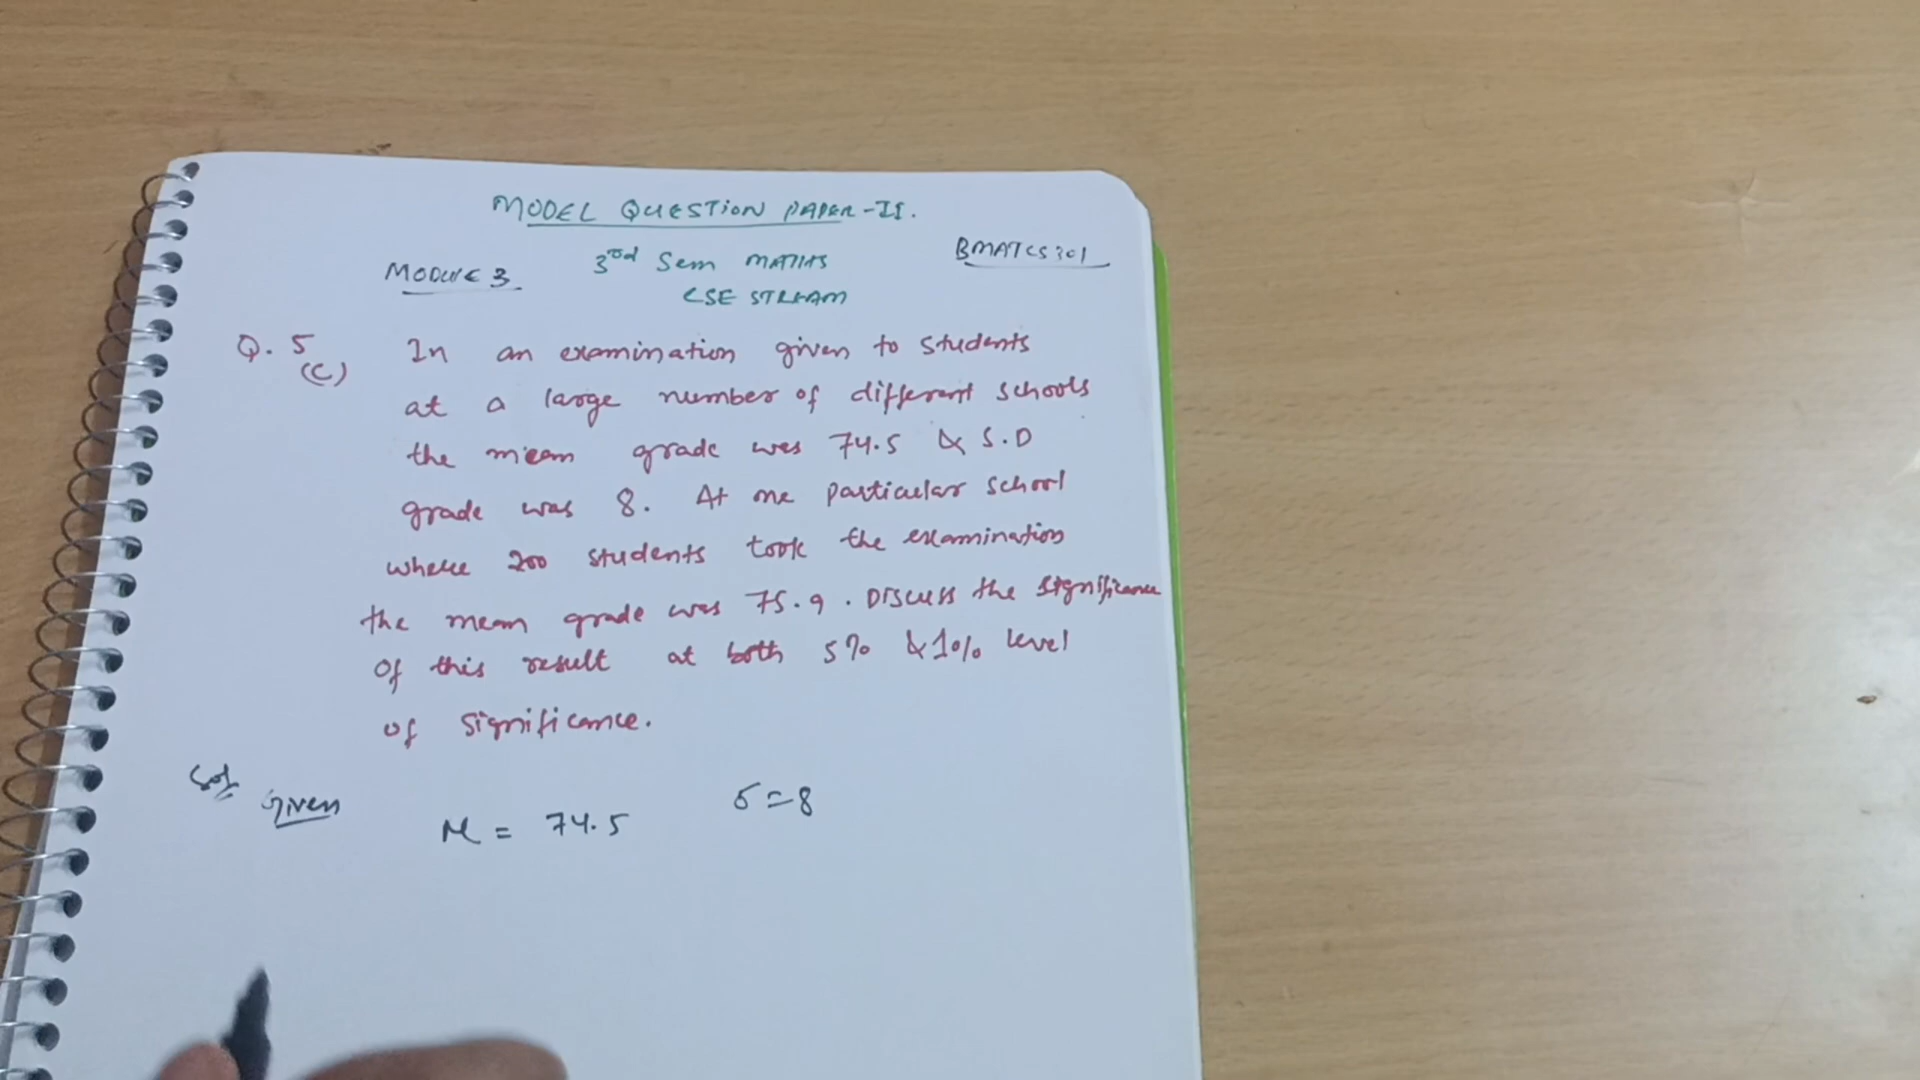 MODEL QUESTION PAPER-II.
3rd Sem MATHS
BMATCS301
MODULE 3
CSE STREAM
Q. 5 (C) In an examination given to students
at a large number of different schools
the mean grade was 74.5 & S.D
grade was 8. At one particular school
where 200 students took the examination
the mean grade was 75.9. Discuss the significance
of this result at both 5% & 1% level
of significance.
Sol:
Given μ = 74.5 σ=8